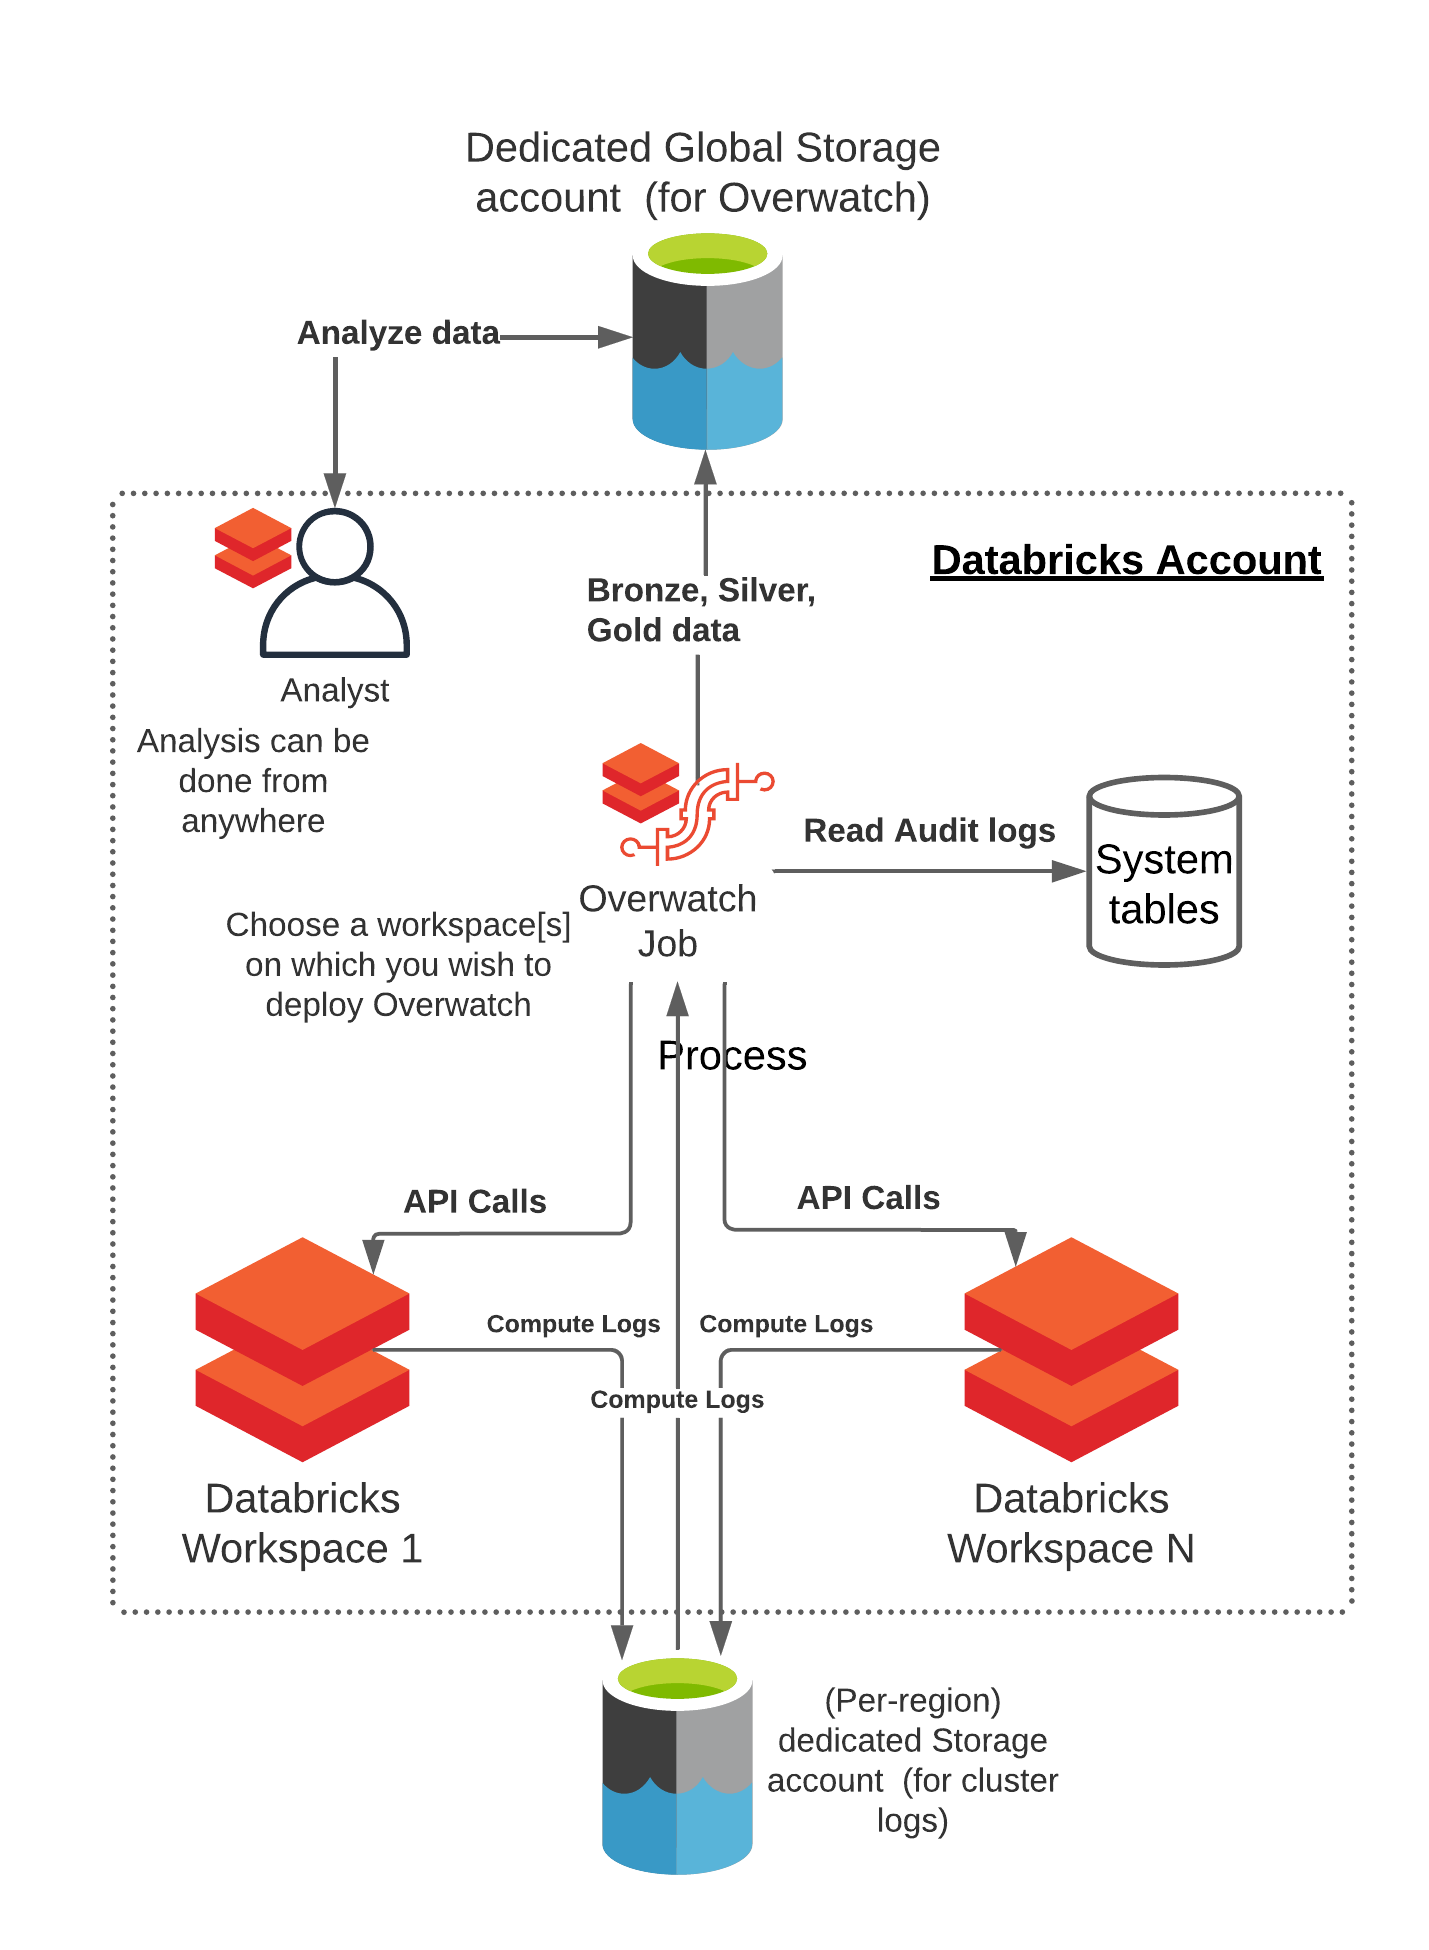 Dedicated Global Storage
account  (for Overwatch)
Analyze data
Databricks Account
Bronze, Silver,
Gold data
Analyst
Analysis can be
done from
anywhere
Read Audit logs
System
tables
Overwatch
Job
Choose a workspace[s]
on which you wish to
deploy Overwatch
Process
API Calls
API Calls
Compute Logs
Compute Logs
Compute Logs
Databricks
Workspace 1
Databricks
Workspace N
(Per-region)
dedicated Storage
account  (for cluster
logs)